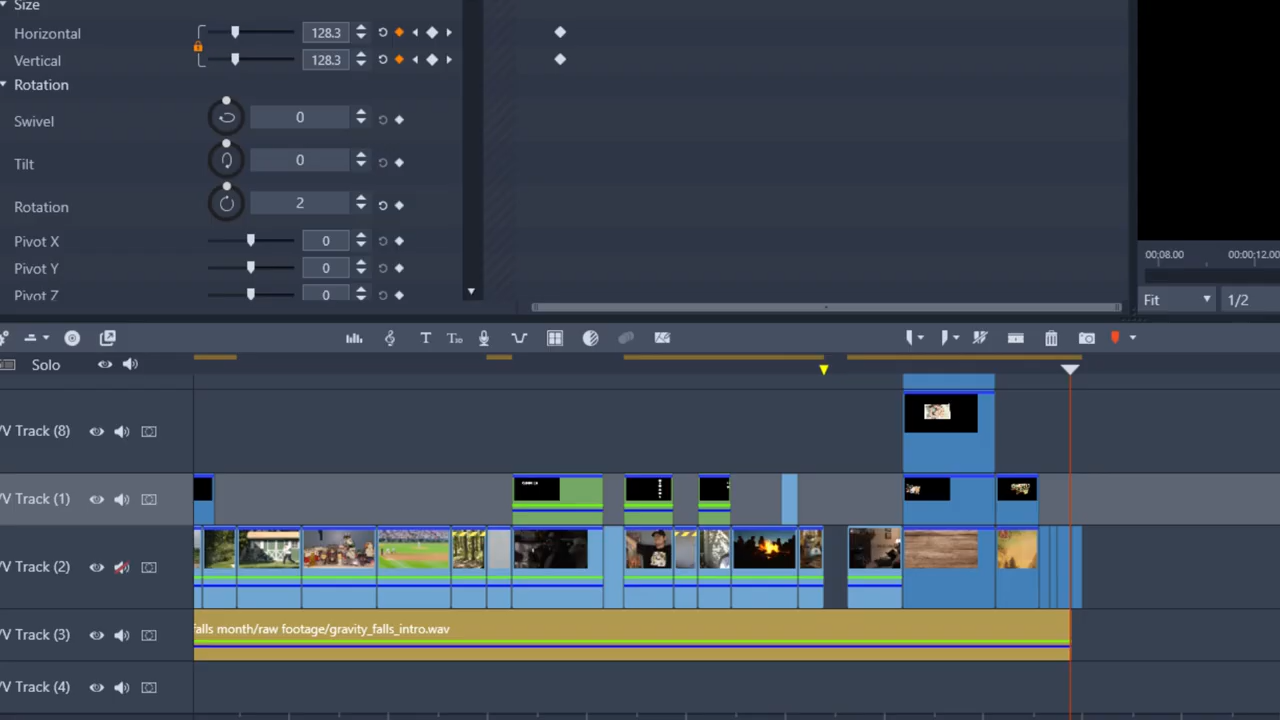 Size
Horizontal 128.3
Vertical 128.3
Rotation
Swivel 0
Tilt 0
Rotation 2
Pivot X 0
Pivot Y 0
Pivot Z 0
00:08.00 00:00:12.00
Fit 1/2
Solo
/V Track (8)
/V Track (1)
/V Track (2)
falls month/raw footage/gravity_falls_intro.wav
/V Track (3)
/V Track (4)